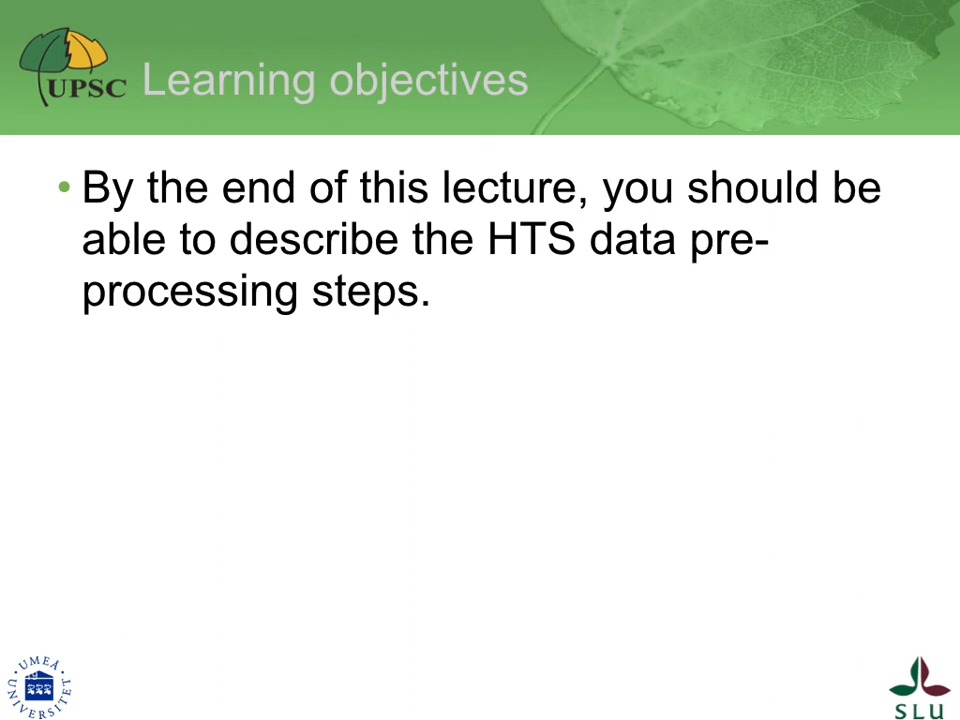 UPSC
Learning objectives
• By the end of this lecture, you should be
able to describe the HTS data pre-
processing steps.
UMEÅ
UNIVERSITET
SLU